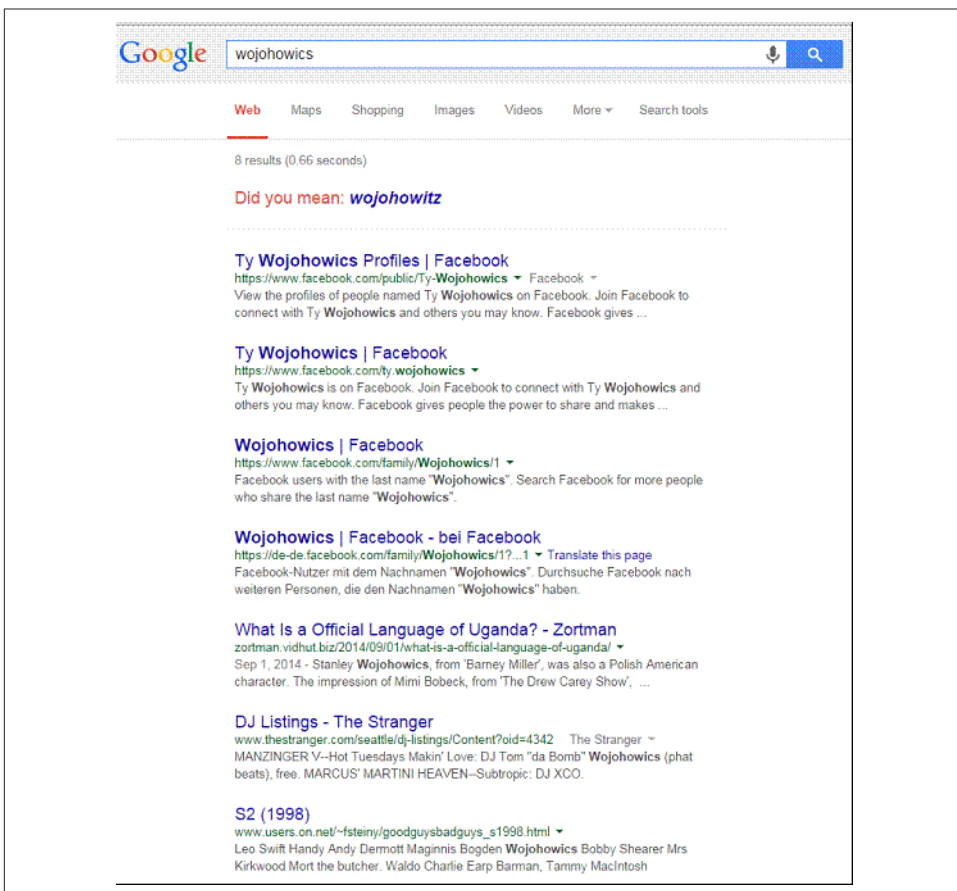 Google wojohowics
Web Maps Shopping Images Videos More Search tools
8 results (0.66 seconds)
Did you mean: wojohowitz
Ty Wojohowics Profiles | Facebook
https://www.facebook.com/public/Ty-Wojohowics Facebook
View the profiles of people named Ty Wojohowics on Facebook. Join Facebook to
connect with Ty Wojohowics and others you may know. Facebook gives ...
Ty Wojohowics | Facebook
https://www.facebook.com/ty.wojohowics
Ty Wojohowics is on Facebook. Join Facebook to connect with Ty Wojohowics and
others you may know. Facebook gives people the power to share and makes ...
Wojohowics | Facebook
https://www.facebook.com/family/Wojohowics/1
Facebook users with the last name "Wojohowics". Search Facebook for more people
who share the last name "Wojohowics".
Wojohowics | Facebook - bei Facebook
https://de-de.facebook.com/family/Wojohowics/1?...1 Translate this page
Facebook-Nutzer mit dem Nachnamen "Wojohowics". Durchsuche Facebook nach
weiteren Personen, die den Nachnamen "Wojohowics" haben.
What Is a Official Language of Uganda? - Zortman
zortman.vidhut.biz/2014/09/01/what-is-a-official-language-of-uganda/
Sep 1, 2014 - Stanley Wojohowics, from 'Barney Miller', was also a Polish American
character. The impression of Mimi Bobeck, from 'The Drew Carey Show', ...
DJ Listings - The Stranger
www.thestranger.com/seattle/dj-listings/Content?oid=4342 The Stranger
MANZINGER V--Hot Tuesdays Makin' Love: DJ Tom "da Bomb" Wojohowics (phat
beats), free. MARCUS' MARTINI HEAVEN--Subtropic: DJ XCO.
S2 (1998)
www.users.on.net/~fsteiny/goodguysbadguys_s1998.html
Leo Swift Handy Andy Dermott Maginnis Bogden Wojohowics Bobby Shearer Mrs
Kirkwood Mort the butcher. Waldo Charlie Earp Barman, Tammy MacIntosh